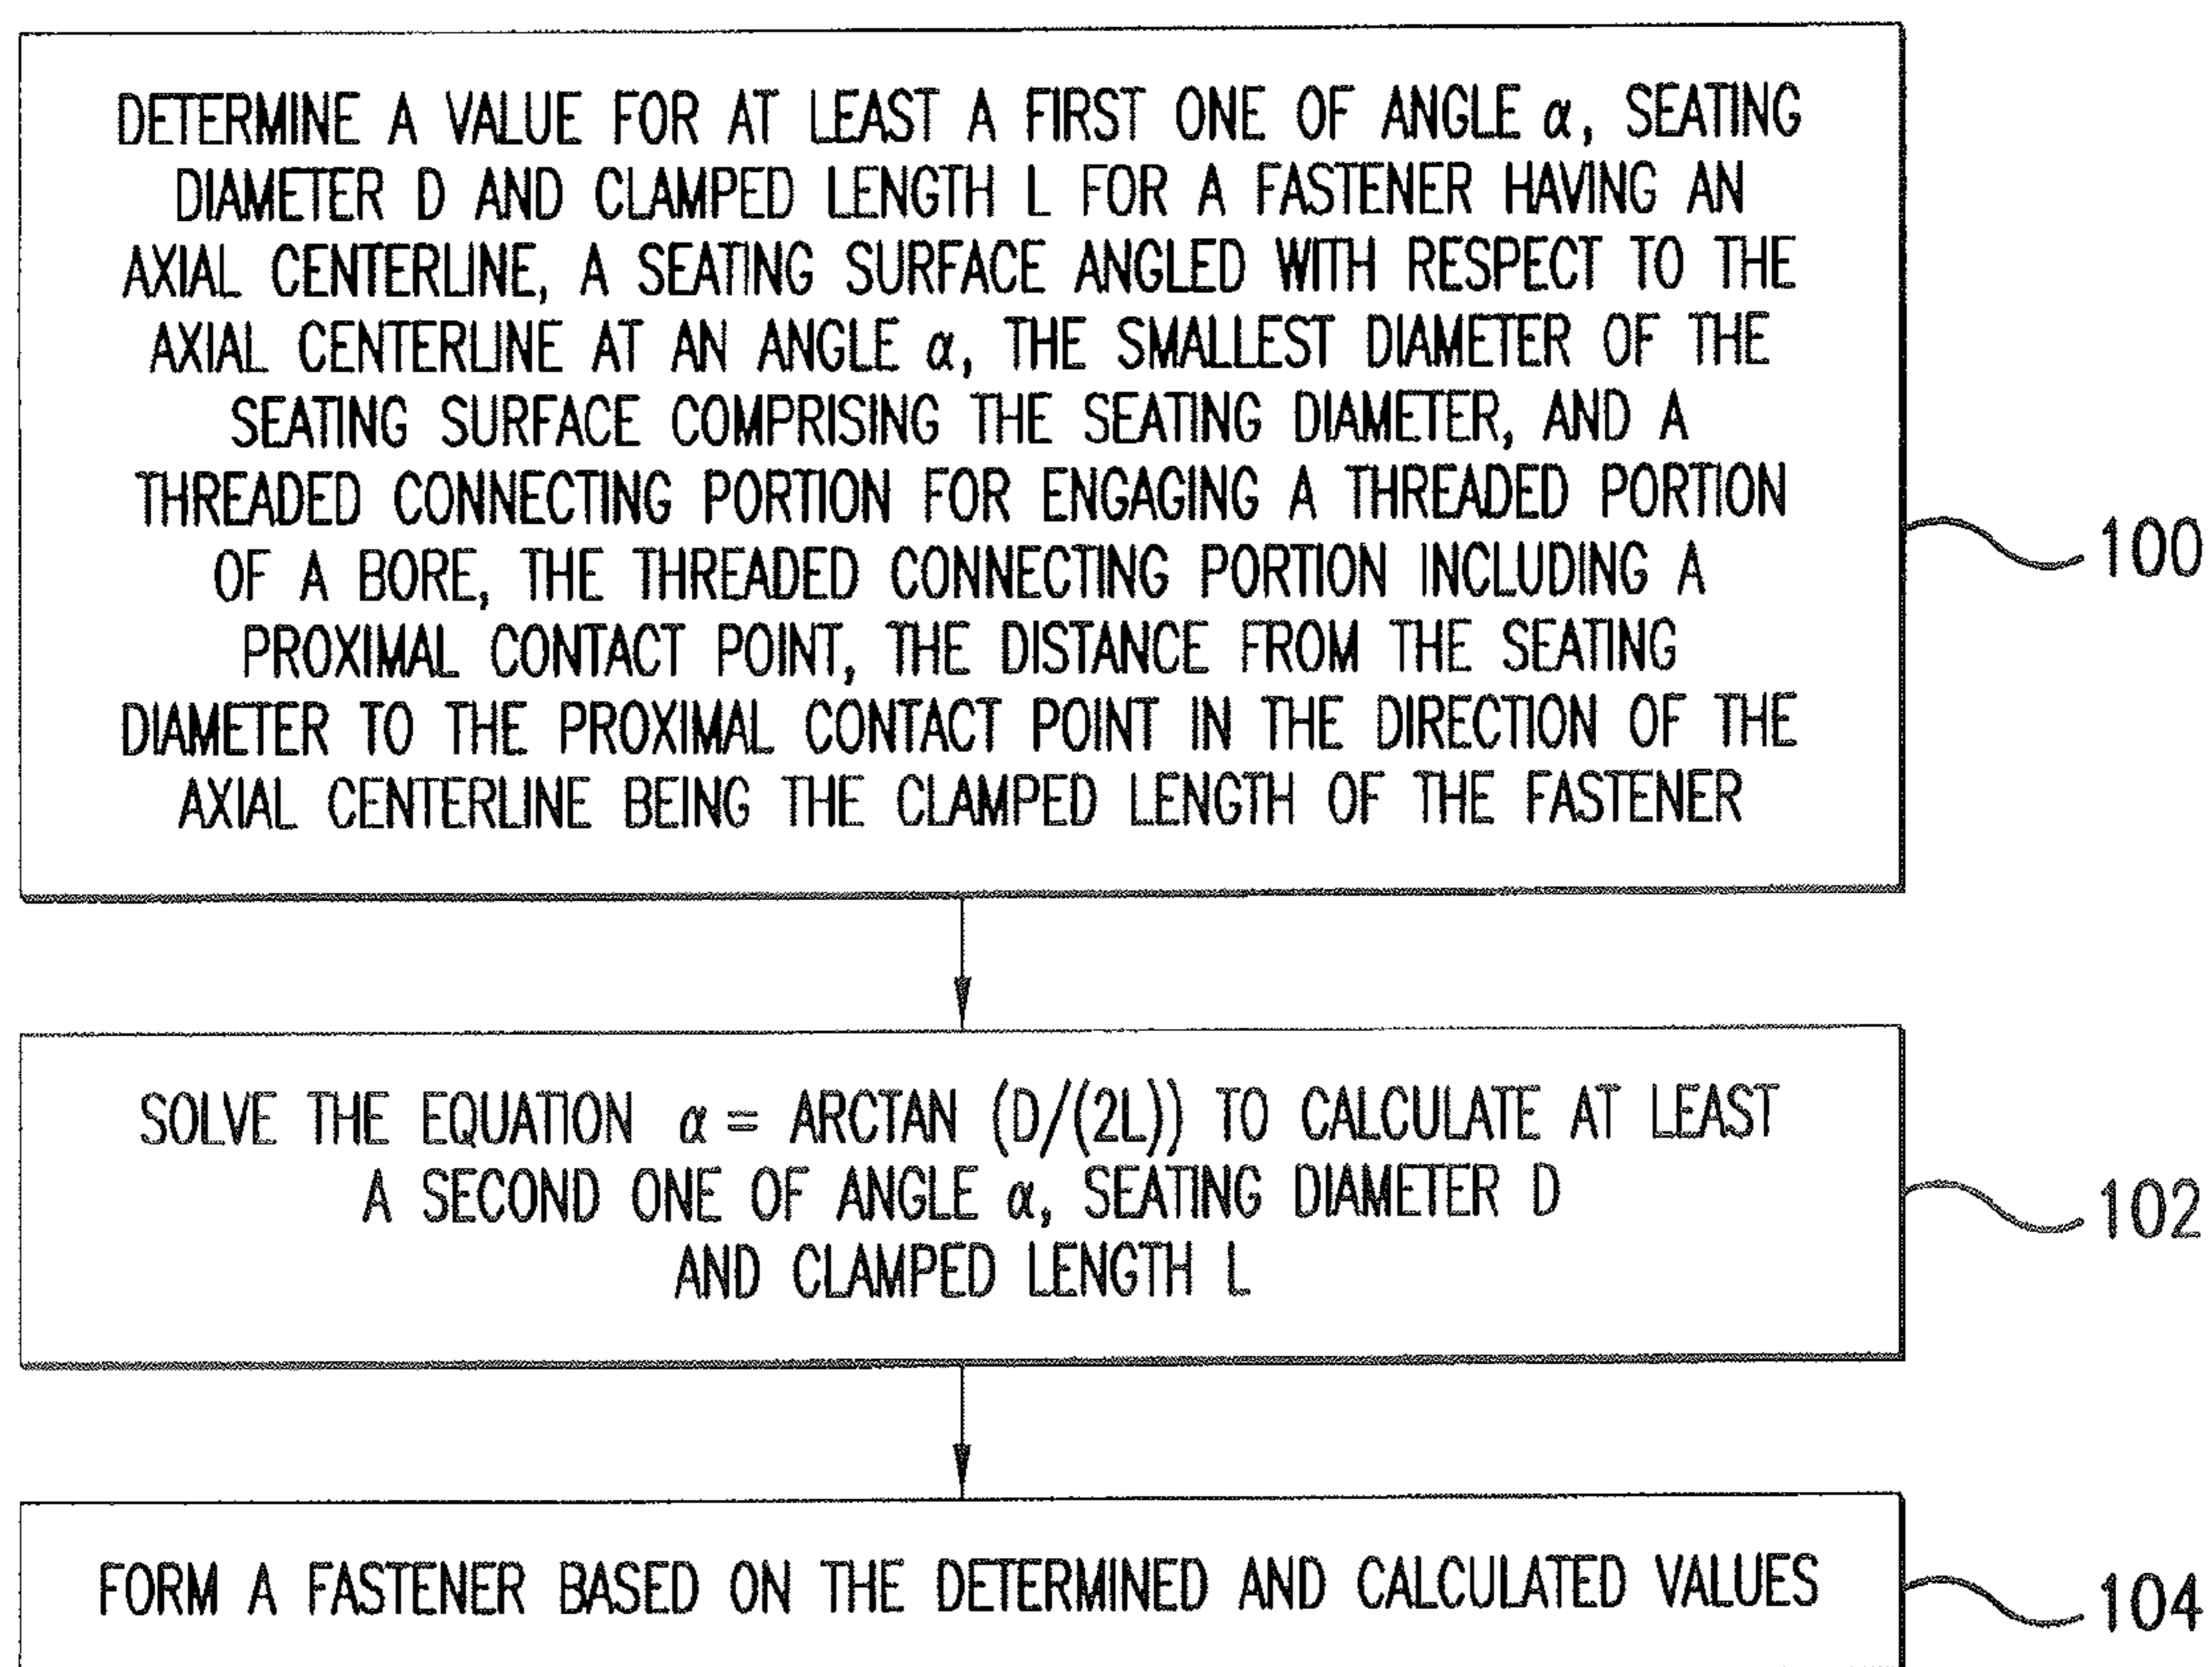 DETERMINE A VALUE FOR AT LEAST A FIRST ONE OF ANGLE α, SEATING
DIAMETER D AND CLAMPED LENGTH L FOR A FASTENER HAVING AN
AXIAL CENTERLINE, A SEATING SURFACE ANGLED WITH RESPECT TO THE
AXIAL CENTERLINE AT AN ANGLE α, THE SMALLEST DIAMETER OF THE
SEATING SURFACE COMPRISING THE SEATING DIAMETER, AND A
THREADED CONNECTING PORTION FOR ENGAGING A THREADED PORTION
OF A BORE, THE THREADED CONNECTING PORTION INCLUDING A
PROXIMAL CONTACT POINT, THE DISTANCE FROM THE SEATING
DIAMETER TO THE PROXIMAL CONTACT POINT IN THE DIRECTION OF THE
AXIAL CENTERLINE BEING THE CLAMPED LENGTH OF THE FASTENER
100
SOLVE THE EQUATION α = ARCTAN (D/(2L)) TO CALCULATE AT LEAST
A SECOND ONE OF ANGLE α, SEATING DIAMETER D
AND CLAMPED LENGTH L
102
FORM A FASTENER BASED ON THE DETERMINED AND CALCULATED VALUES
104